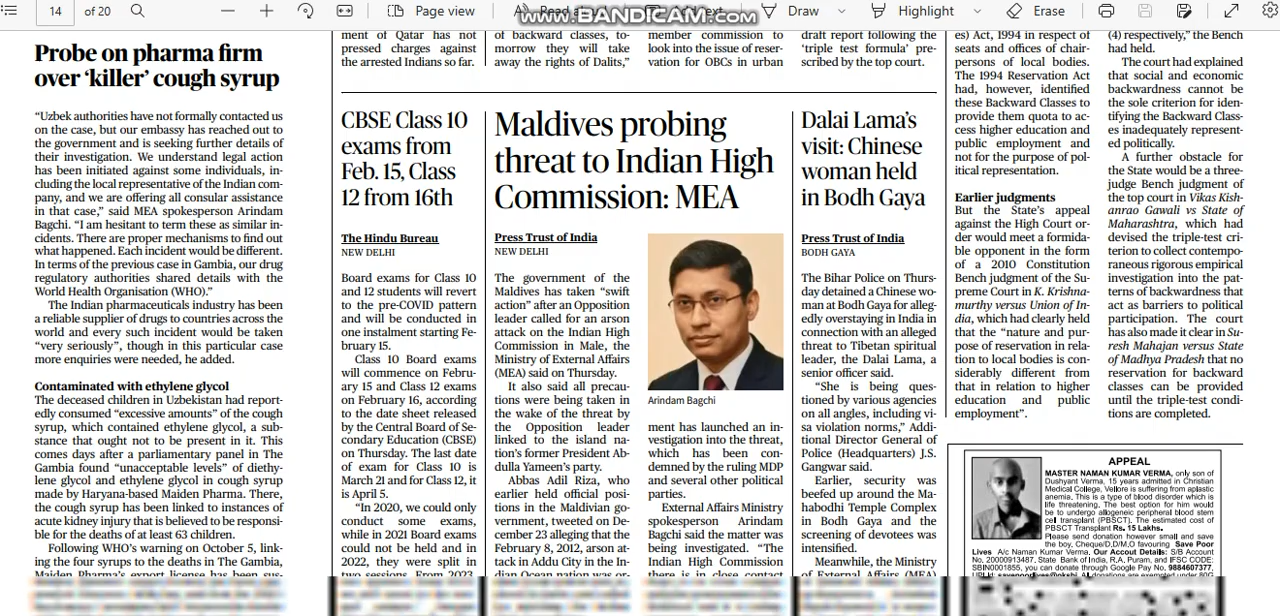 14
of 20
Page view
Read aloud
Add text
Draw
Highlight
Erase
www.BANDICAM.com
Probe on pharma firm
over ‘killer’ cough syrup
“Uzbek authorities have not formally contacted us
on the case, but our embassy has reached out to
the government and is seeking further details of
their investigation. We understand legal action
has been initiated against some individuals, in-
cluding the local representative of the Indian com-
pany, and we are offering all consular assistance
in that case,” said MEA spokesperson Arindam
Bagchi. “I am hesitant to term these as similar in-
cidents. There are proper mechanisms to find out
what happened. Each incident would be different.
In terms of the previous case in Gambia, our drug
regulatory authorities shared details with the
World Health Organisation (WHO).”
The Indian pharmaceuticals industry has been
a reliable supplier of drugs to countries across the
world and every such incident would be taken
“very seriously”, though in this particular case
more enquiries were needed, he added.
Contaminated with ethylene glycol
The deceased children in Uzbekistan had report-
edly consumed “excessive amounts” of the cough
syrup, which contained ethylene glycol, a sub-
stance that ought not to be present in it. This
comes days after a parliamentary panel in The
Gambia found “unacceptable levels” of diethy-
lene glycol and ethylene glycol in cough syrup
made by Haryana-based Maiden Pharma. There,
the cough syrup has been linked to instances of
acute kidney injury that is believed to be responsi-
ble for the deaths of at least 63 children.
Following WHO’s warning on October 5, link-
ing the four syrups to the deaths in The Gambia,
Maiden Pharma’s export license has been sus-
ment of Qatar has not
pressed charges against
the arrested Indians so far.
of backward classes, to-
morrow they will take
away the rights of Dalits,”
member commission to
look into the issue of reser-
vation for OBCs in urban
draft report following the
‘triple test formula’ pre-
scribed by the top court.
CBSE Class 10
exams from
Feb. 15, Class
12 from 16th
The Hindu Bureau
NEW DELHI
Board exams for Class 10
and 12 students will revert
to the pre-COVID pattern
and will be conducted in
one instalment starting Fe-
bruary 15.
Class 10 Board exams
will commence on Febru-
ary 15 and Class 12 exams
on February 16, according
to the date sheet released
by the Central Board of Se-
condary Education (CBSE)
on Thursday. The last date
of exam for Class 10 is
March 21 and for Class 12, it
is April 5.
“In 2020, we could only
conduct some exams,
while in 2021 Board exams
could not be held and in
2022, they were split in
two sessions. From 2023,
Maldives probing
threat to Indian High
Commission: MEA
Press Trust of India
NEW DELHI
The government of the
Maldives has taken “swift
action” after an Opposition
leader called for an arson
attack on the Indian High
Commission in Male, the
Ministry of External Affairs
(MEA) said on Thursday.
It also said all precau-
tions were being taken in
the wake of the threat by
the Opposition leader
linked to the island na-
tion’s former President Ab-
dulla Yameen’s party.
Abbas Adil Riza, who
earlier held official posi-
tions in the Maldivian go-
vernment, tweeted on De-
cember 23 alleging that the
February 8, 2012, arson at-
tack in Addu City in the In-
dian Ocean nation was or-
Arindam Bagchi
ment has launched an in-
vestigation into the threat,
which has been con-
demned by the ruling MDP
and several other political
parties.
External Affairs Ministry
spokesperson Arindam
Bagchi said the matter was
being investigated. “The
Indian High Commission
there is in close contact
Dalai Lama’s
visit: Chinese
woman held
in Bodh Gaya
Press Trust of India
BODH GAYA
The Bihar Police on Thurs-
day detained a Chinese wo-
man at Bodh Gaya for alleg-
edly overstaying in India in
connection with an alleged
threat to Tibetan spiritual
leader, the Dalai Lama, a
senior officer said.
“She is being ques-
tioned by various agencies
on all angles, including vi-
sa violation norms,” Addi-
tional Director General of
Police (Headquarters) J.S.
Gangwar said.
Earlier, security was
beefed up around the Ma-
habodhi Temple Complex
in Bodh Gaya and the
screening of devotees was
intensified.
Meanwhile, the Ministry
of External Affairs (MEA)
es) Act, 1994 in respect of
seats and offices of chair-
persons of local bodies.
The 1994 Reservation Act
had, however, identified
these Backward Classes to
provide them quota to ac-
cess higher education and
public employment and
not for the purpose of pol-
itical representation.
Earlier judgments
But the State’s appeal
against the High Court or-
der would meet a formida-
ble opponent in the form
of a 2010 Constitution
Bench judgment of the Su-
preme Court in K. Krishna-
murthy versus Union of In-
dia, which had clearly held
that the “nature and pur-
pose of reservation in rela-
tion to local bodies is con-
siderably different from
that in relation to higher
education and public
employment”.
(4) respectively,” the Bench
had held.
The court had explained
that social and economic
backwardness cannot be
the sole criterion for iden-
tifying the Backward Class-
es inadequately represent-
ed politically.
A further obstacle for
the State would be a three-
judge Bench judgment of
the top court in Vikas Kish-
anrao Gawali vs State of
Maharashtra, which had
devised the triple-test cri-
terion to collect contempo-
raneous rigorous empirical
investigation into the pat-
terns of backwardness that
act as barriers to political
participation. The court
has also made it clear in Su-
resh Mahajan versus State
of Madhya Pradesh that no
reservation for backward
classes can be provided
until the triple-test condi-
tions are completed.
APPEAL
MASTER NAMAN KUMAR VERMA, only son of
Dushyant Verma, 15 years admitted in Christian
Medical College, Vellore is suffering from aplastic
anemia. This is a type of blood disorder which is
life threatening. The best option for him would
be to undergo allogeneic peripheral blood stem
cell transplant (PBSCT). The estimated cost of
PBSCT Transplant Rs. 15 Lakhs.
Please send donation however small and save
the boy, Cheque/D.D/M.O favouring Save Poor
Lives A/c Naman Kumar Verma, Our Accout Details: S/B Account
No. 20000913487, State Bank of India, R.A. Puram, and IFSC CODE:
SBIN0001855, you can donate through Google Pay No. 9884607377,